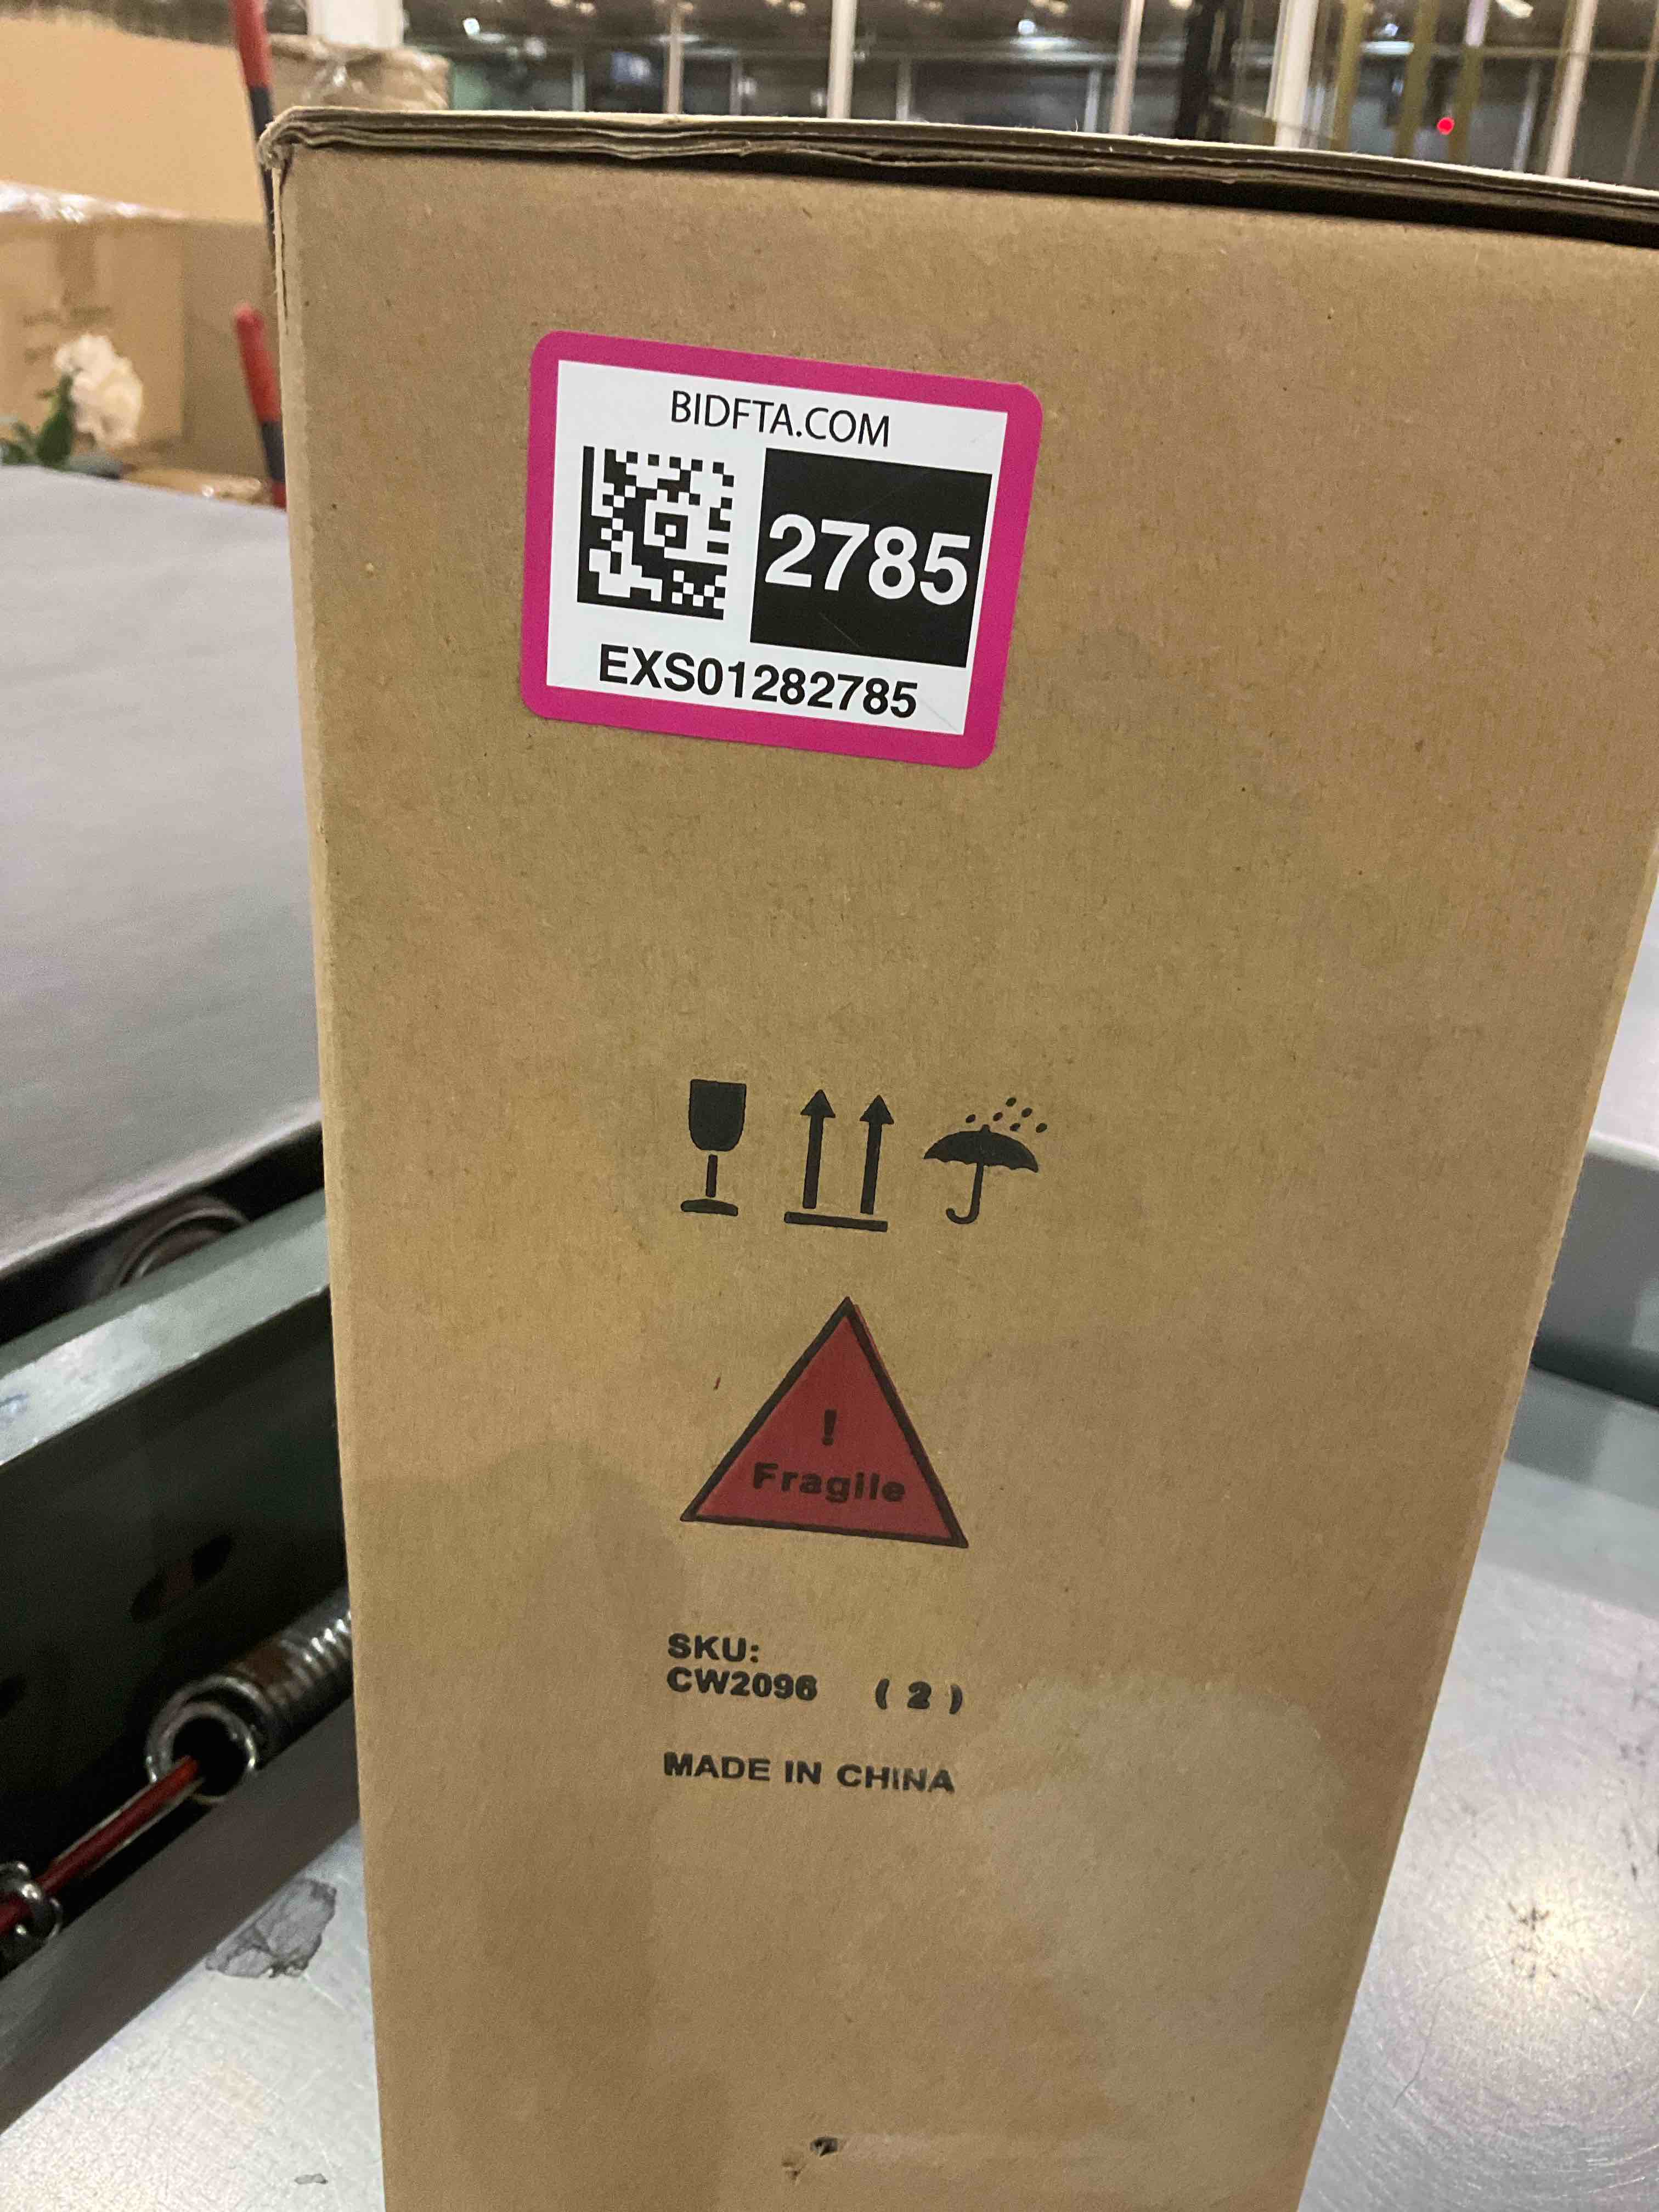 BIDFTA.COM
2785
EXS01282785
!
Fragile
SKU:
CW2096 (2)
MADE IN CHINA